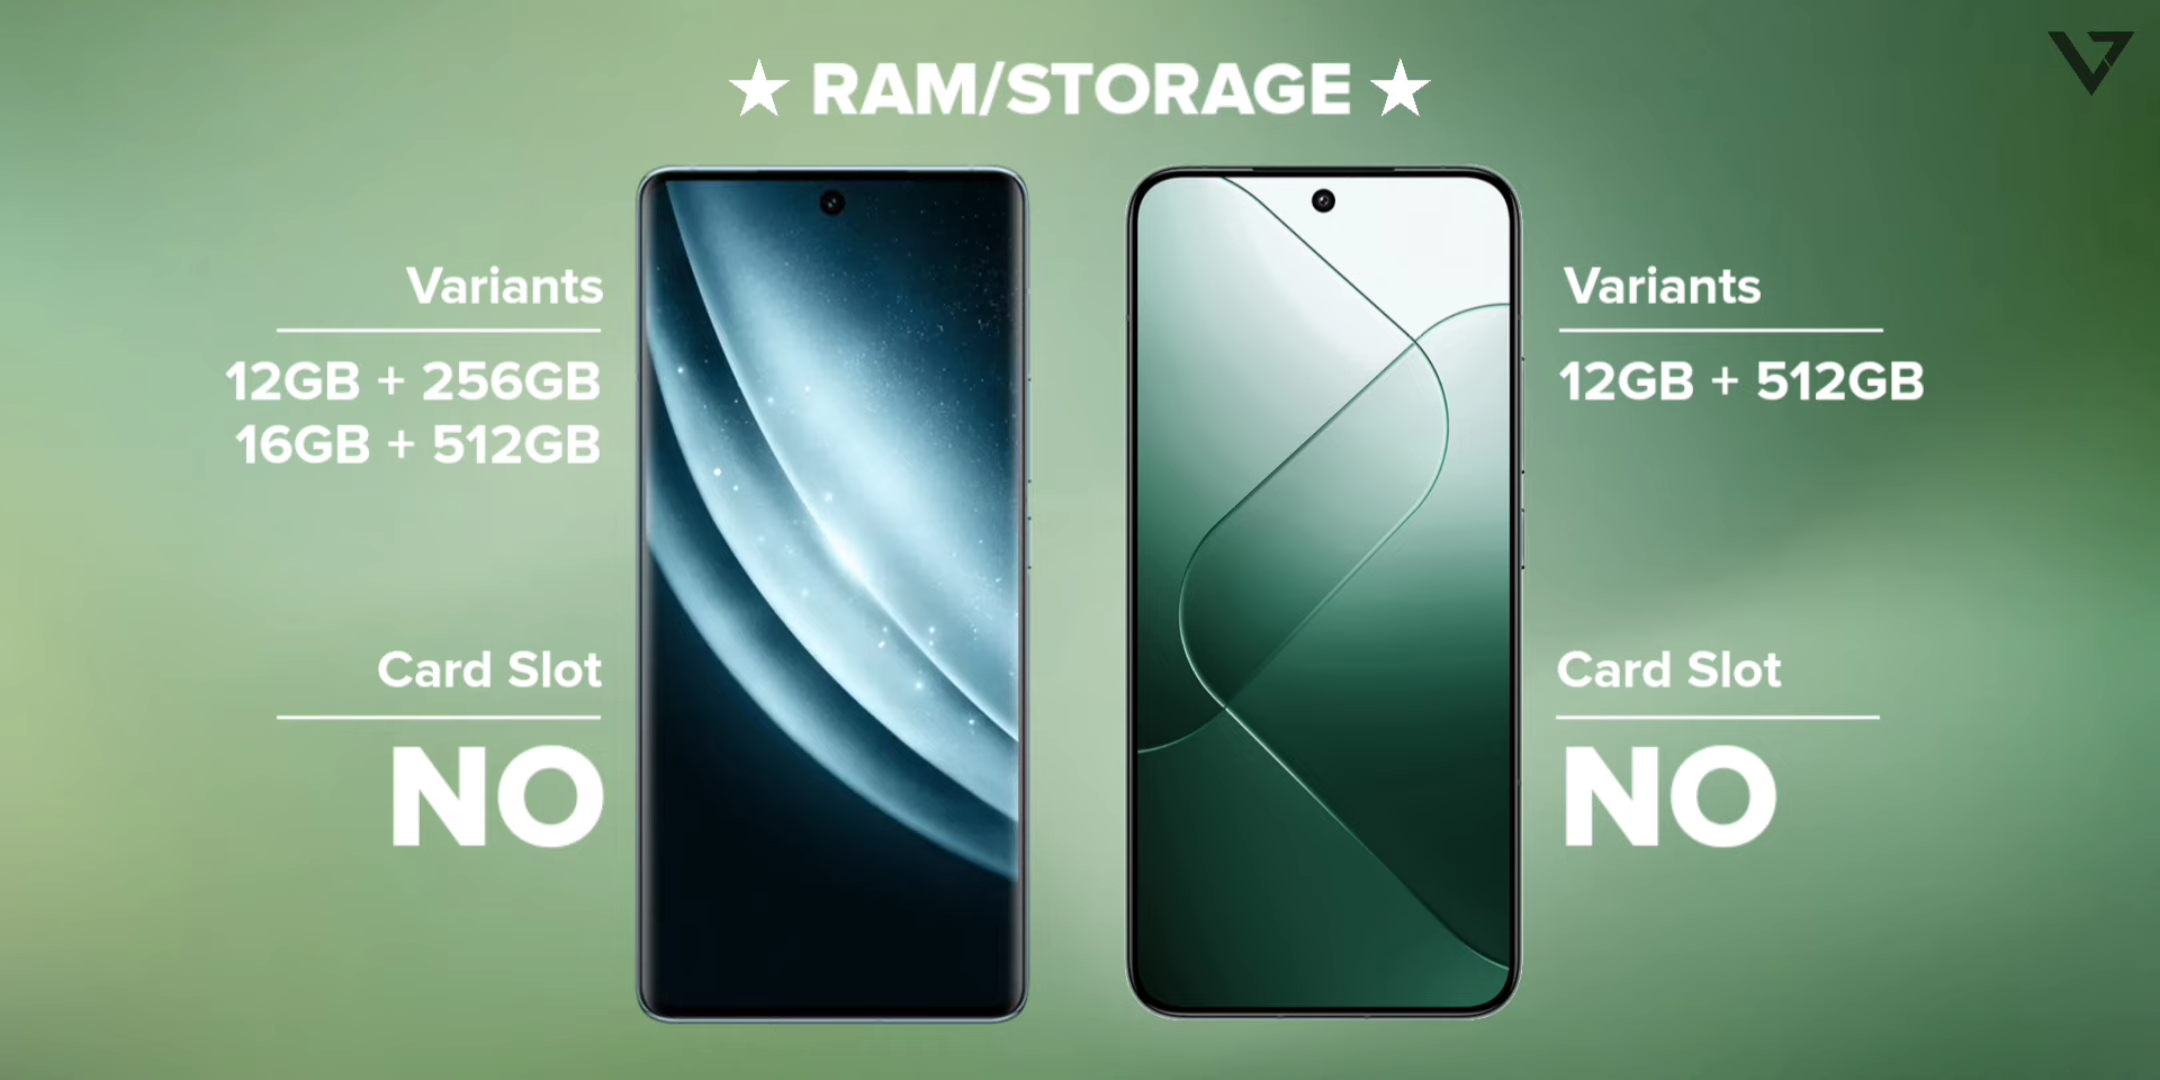 ★ RAM/STORAGE ★
Variants
12GB + 256GB
16GB + 512GB
Card Slot
NO
Variants
12GB + 512GB
Card Slot
NO